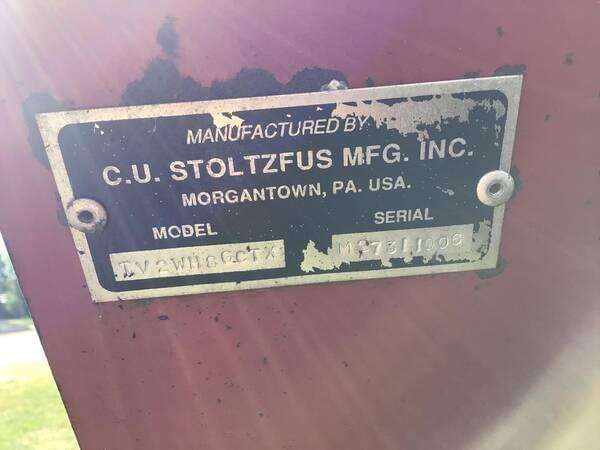 MANUFACTURED BY
C.U. STOLTZFUS MFG. INC.
MORGANTOWN, PA. USA.
MODEL SERIAL